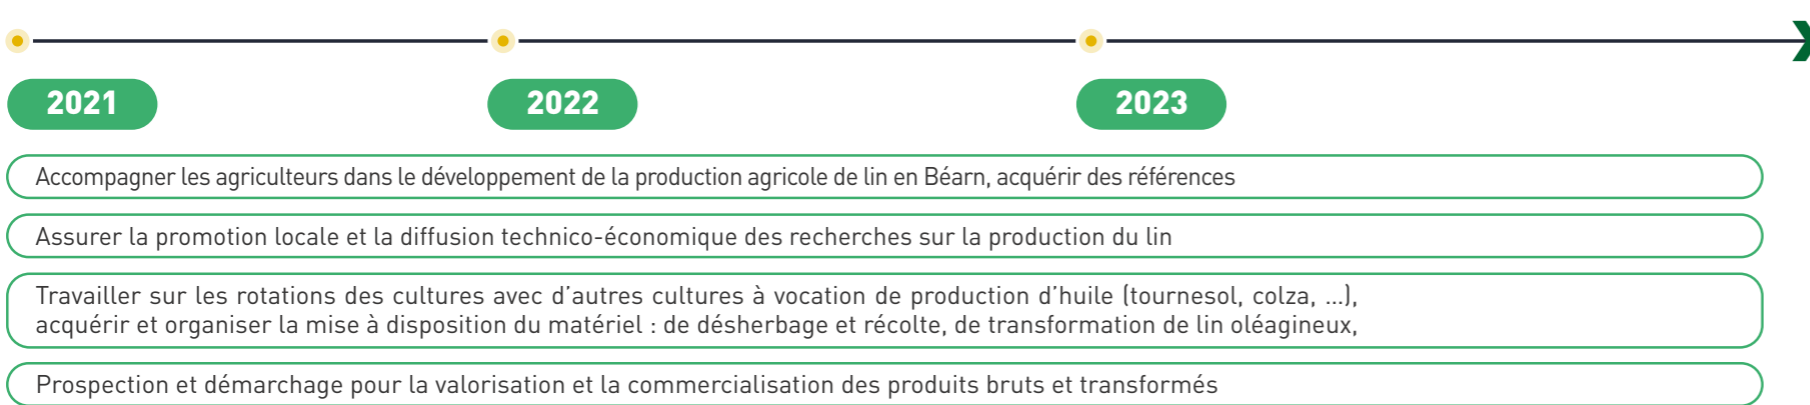 2021
2022
2023
Accompagner les agriculteurs dans le développement de la production agricole de lin en Béarn, acquérir des références
Assurer la promotion locale et la diffusion technico-économique des recherches sur la production du lin
Travailler sur les rotations des cultures avec d’autres cultures à vocation de production d’huile (tournesol, colza, ...),
acquérir et organiser la mise à disposition du matériel : de désherbage et récolte, de transformation de lin oléagineux,
Prospection et démarchage pour la valorisation et la commercialisation des produits bruts et transformés